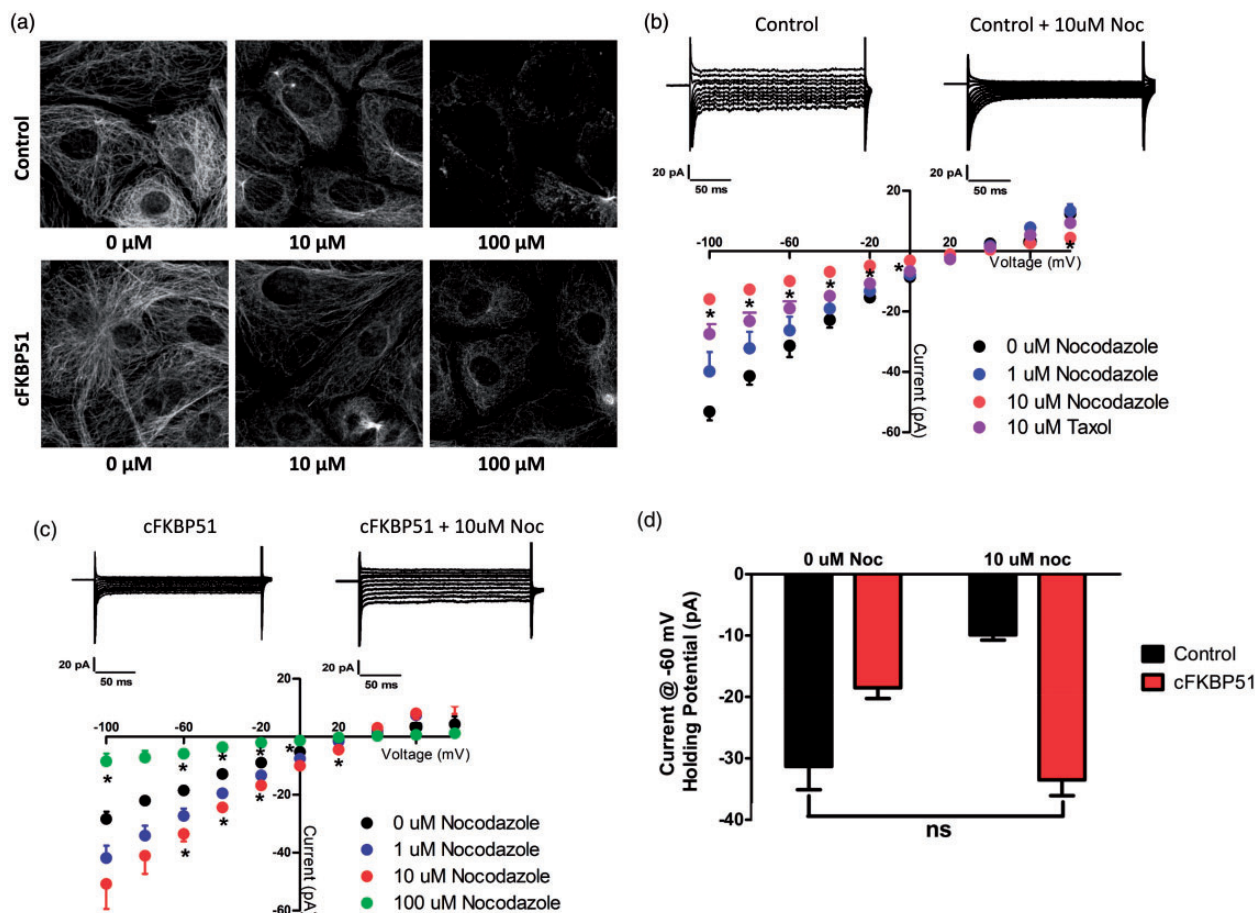 (a)
Control
0 µM
10 µM
100 µM
cFKBP51
0 µM
10 µM
100 µM
(b)
Control
Control + 10uM Noc
20 pA
50 ms
20 pA
50 ms
20
-100
-60
-20
20
Voltage (mV)
*
*
*
*
*
*
*
-20
-40
-60
Current (pA)
0 uM Nocodazole
1 uM Nocodazole
10 uM Nocodazole
10 uM Taxol
(c)
cFKBP51
cFKBP51 + 10uM Noc
20 pA
50 ms
20 pA
50 ms
20
-100
-60
-20
20
Voltage (mV)
*
*
*
*
*
*
*
*
*
-20
-40
-60
Current (pA)
0 uM Nocodazole
1 uM Nocodazole
10 uM Nocodazole
100 uM Nocodazole
(d)
0 uM Noc
10 uM noc
0
-10
-20
-30
-40
Current @ -60 mV
Holding Potential (pA)
Control
cFKBP51
ns